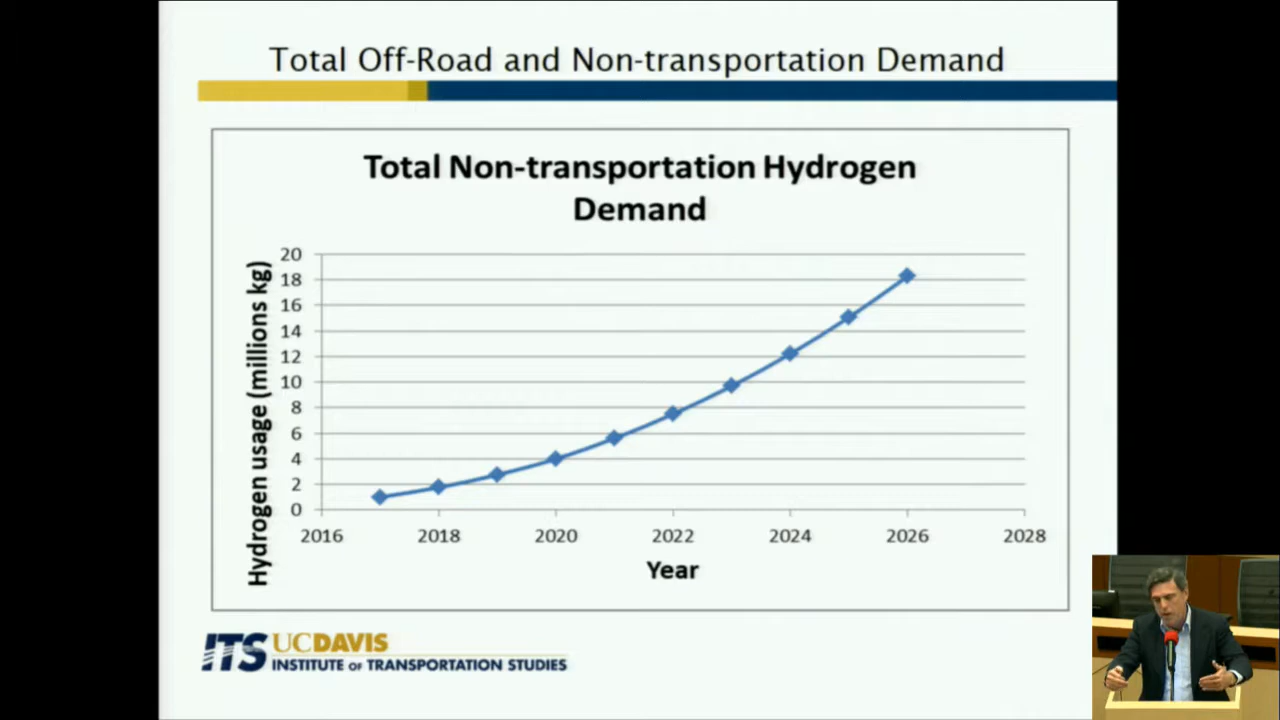 Total Off-Road and Non-transportation Demand
Total Non-transportation Hydrogen
Demand
Hydrogen usage (millions kg)
20
18
16
14
12
10
8
6
4
2
0
2016 2018 2020 2022 2024 2026 2028
Year
ITS UCDAVIS
INSTITUTE OF TRANSPORTATION STUDIES